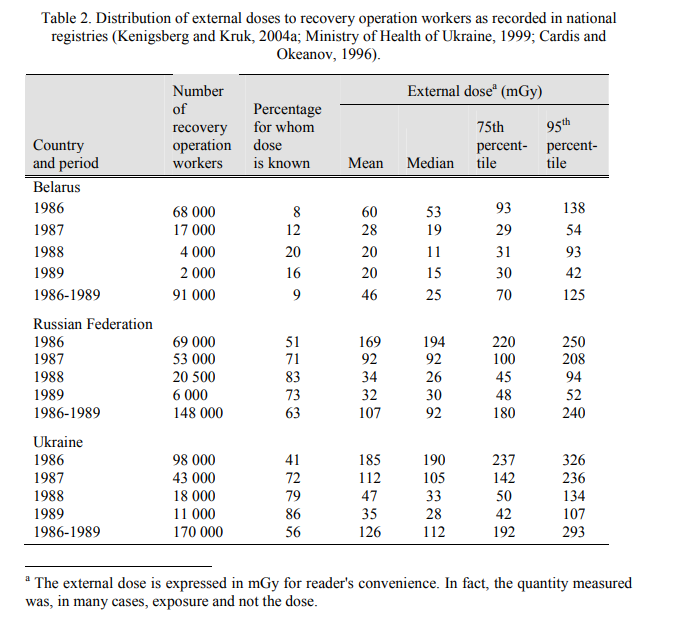 Table 2. Distribution of external doses to recovery operation workers as recorded in national
registries (Kenigsberg and Kruk, 2004a; Ministry of Health of Ukraine, 1999; Cardis and
Okeanov, 1996).
Country and period | Number of recovery operation workers | Percentage for whom dose is known | External doseᵃ (mGy)
Mean | Median | 75th percent-tile | 95th percent-tile
Belarus
1986 68 000 8 60 53 93 138
1987 17 000 12 28 19 29 54
1988 4 000 20 20 11 31 93
1989 2 000 16 20 15 30 42
1986-1989 91 000 9 46 25 70 125
Russian Federation
1986 69 000 51 169 194 220 250
1987 53 000 71 92 92 100 208
1988 20 500 83 34 26 45 94
1989 6 000 73 32 30 48 52
1986-1989 148 000 63 107 92 180 240
Ukraine
1986 98 000 41 185 190 237 326
1987 43 000 72 112 105 142 236
1988 18 000 79 47 33 50 134
1989 11 000 86 35 28 42 107
1986-1989 170 000 56 126 112 192 293
ᵃ The external dose is expressed in mGy for reader's convenience. In fact, the quantity measured
was, in many cases, exposure and not the dose.